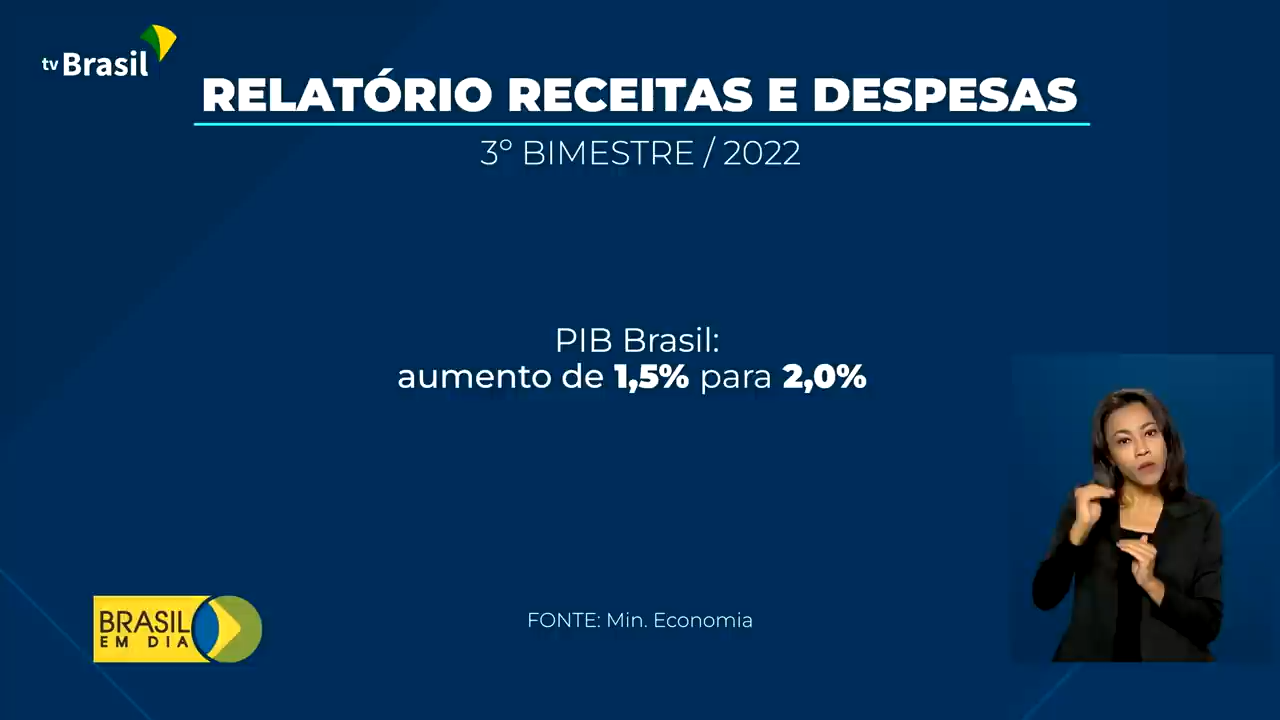 tv Brasil
RELATÓRIO RECEITAS E DESPESAS
3º BIMESTRE / 2022
PIB Brasil:
aumento de 1,5% para 2,0%
FONTE: Min. Economia
BRASIL
EM DIA